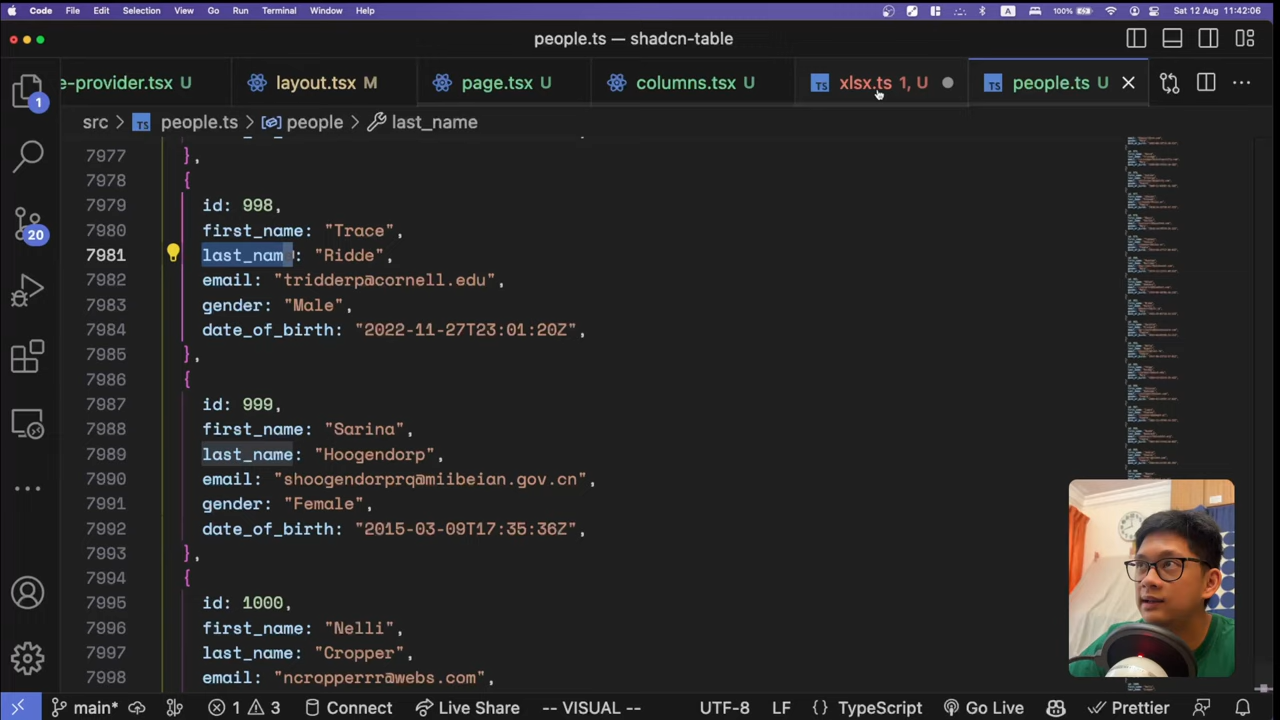 Code File Edit Selection View Go Run Terminal Window Help A 100% Sat 12 Aug 11:42:06
people.ts — shadcn-table
e-provider.tsx U layout.tsx M page.tsx U columns.tsx U TS xlsx.ts 1, U TS people.ts U
src > TS people.ts > people > last_name
7977 },
7978 {
7979 id: 998,
7980 first_name: "Trace",
7981 last_name: "Ridde",
7982 email:
7983 gender: "Male",
7984 date_of_birth: "2022-11-27T23:01:20Z",
7985 },
7986 {
7987 id: 999,
7988 first_name: "Sarina",
7989 last_name: "Hoogendorp",
7990 email: "shoogendorprq@miibeian.gov.cn",
7991 gender: "Female",
7992 date_of_birth: "2015-03-09T17:35:36Z",
7993 },
7994 {
7995 id: 1000,
7996 first_name: "Nelli",
7997 last_name: "Cropper",
7998 email: "ncropperrr@webs.com",
1
20
main* 1 3 Connect Live Share -- VISUAL -- UTF-8 LF {} TypeScript Go Live Prettier